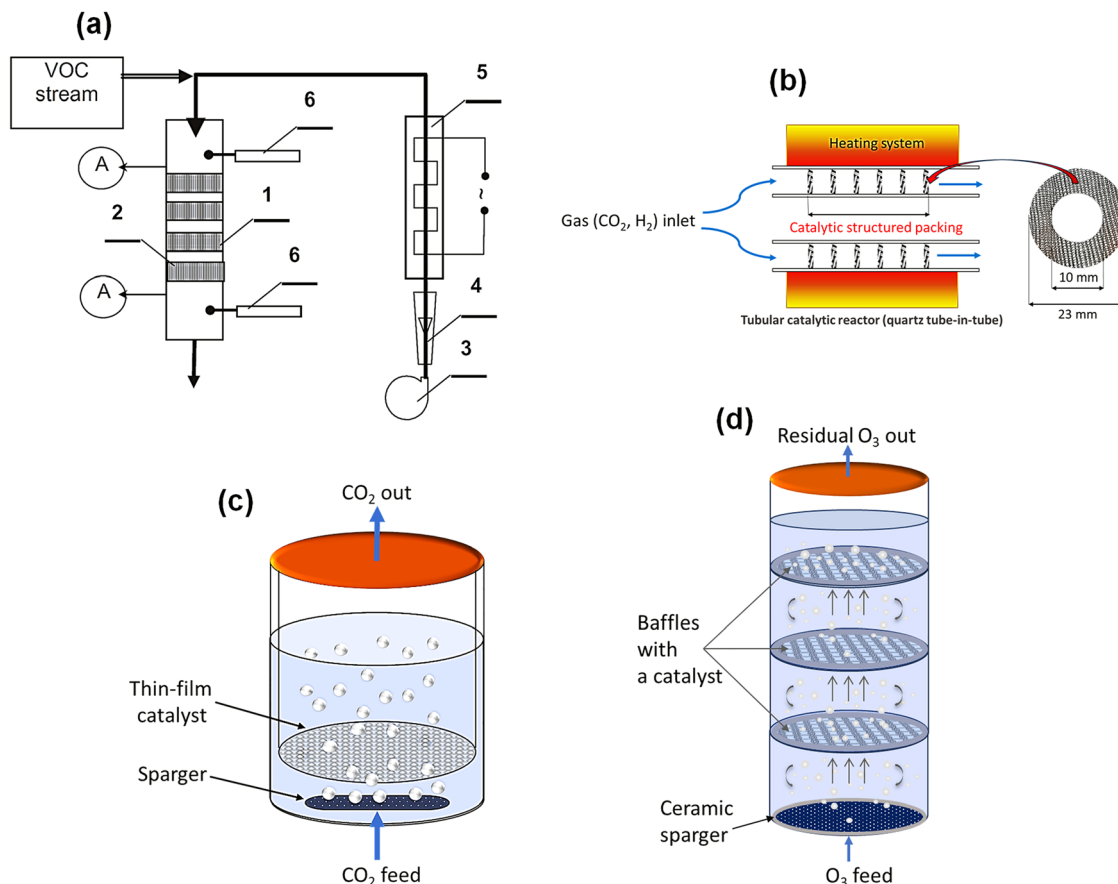 (a)
VOC
stream
6
5
A
1
2
~
6
4
A
3
(b)
Heating system
Gas (CO₂, H₂) inlet
Catalytic structured packing
10 mm
23 mm
Tubular catalytic reactor (quartz tube-in-tube)
(c)
CO₂ out
Thin-film
catalyst
Sparger
CO₂ feed
(d)
Residual O₃ out
Baffles
with
a catalyst
Ceramic
sparger
O₃ feed